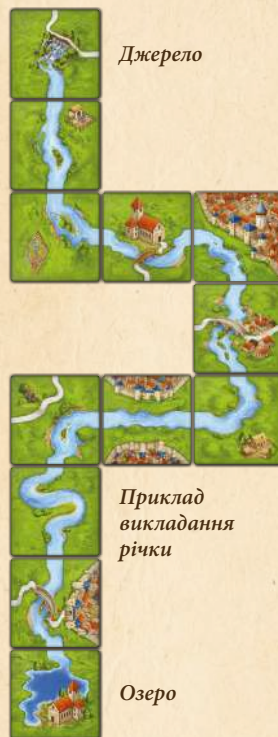 Джерело
Приклад
викладання
річки
Озеро